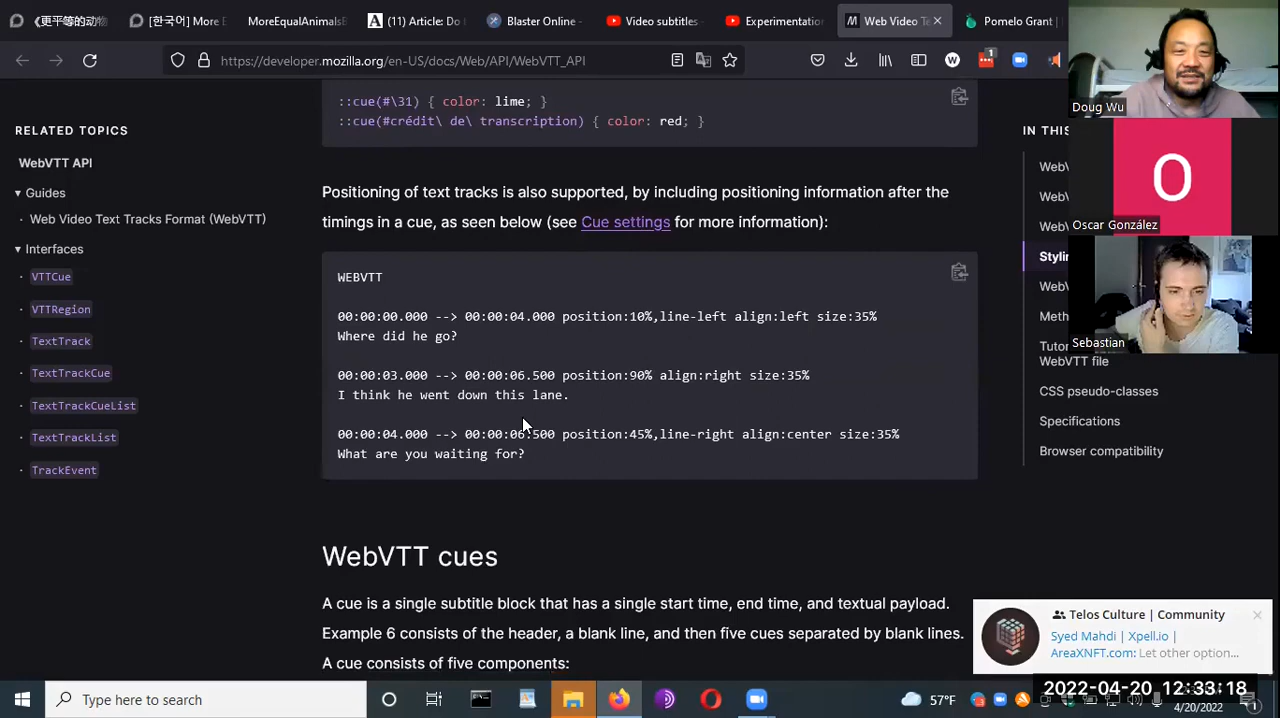 《更平等的动物
[한국어] More E
MoreEqualAnimals
(11) Article: Do
Blaster Online -
Video subtitles -
Experimentation
Web Video Te
Pomelo Grant |
https://developer.mozilla.org/en-US/docs/Web/API/WebVTT_API
1
RELATED TOPICS
WebVTT API
Guides
Web Video Text Tracks Format (WebVTT)
Interfaces
VTTCue
VTTRegion
TextTrack
TextTrackCue
TextTrackCueList
TextTrackList
TrackEvent
::cue(#\31) { color: lime; }
::cue(#crédit\ de\ transcription) { color: red; }
Positioning of text tracks is also supported, by including positioning information after the
timings in a cue, as seen below (see Cue settings for more information):
WEBVTT
00:00:00.000 --> 00:00:04.000 position:10%,line-left align:left size:35%
Where did he go?
00:00:03.000 --> 00:00:06.500 position:90% align:right size:35%
I think he went down this lane.
00:00:04.000 --> 00:00:06.500 position:45%,line-right align:center size:35%
What are you waiting for?
WebVTT cues
A cue is a single subtitle block that has a single start time, end time, and textual payload.
Example 6 consists of the header, a blank line, and then five cues separated by blank lines.
A cue consists of five components:
IN THIS
WebV
WebV
WebV
Stylin
WebV
Meth
Tutor
WebVTT file
CSS pseudo-classes
Specifications
Browser compatibility
Doug Wu
O
Oscar González
Sebastian
Telos Culture | Community
Syed Mahdi | Xpell.io |
AreaXNFT.com: Let other option...
Type here to search
57°F
2022-04-20 12:33:18
4/20/2022
1